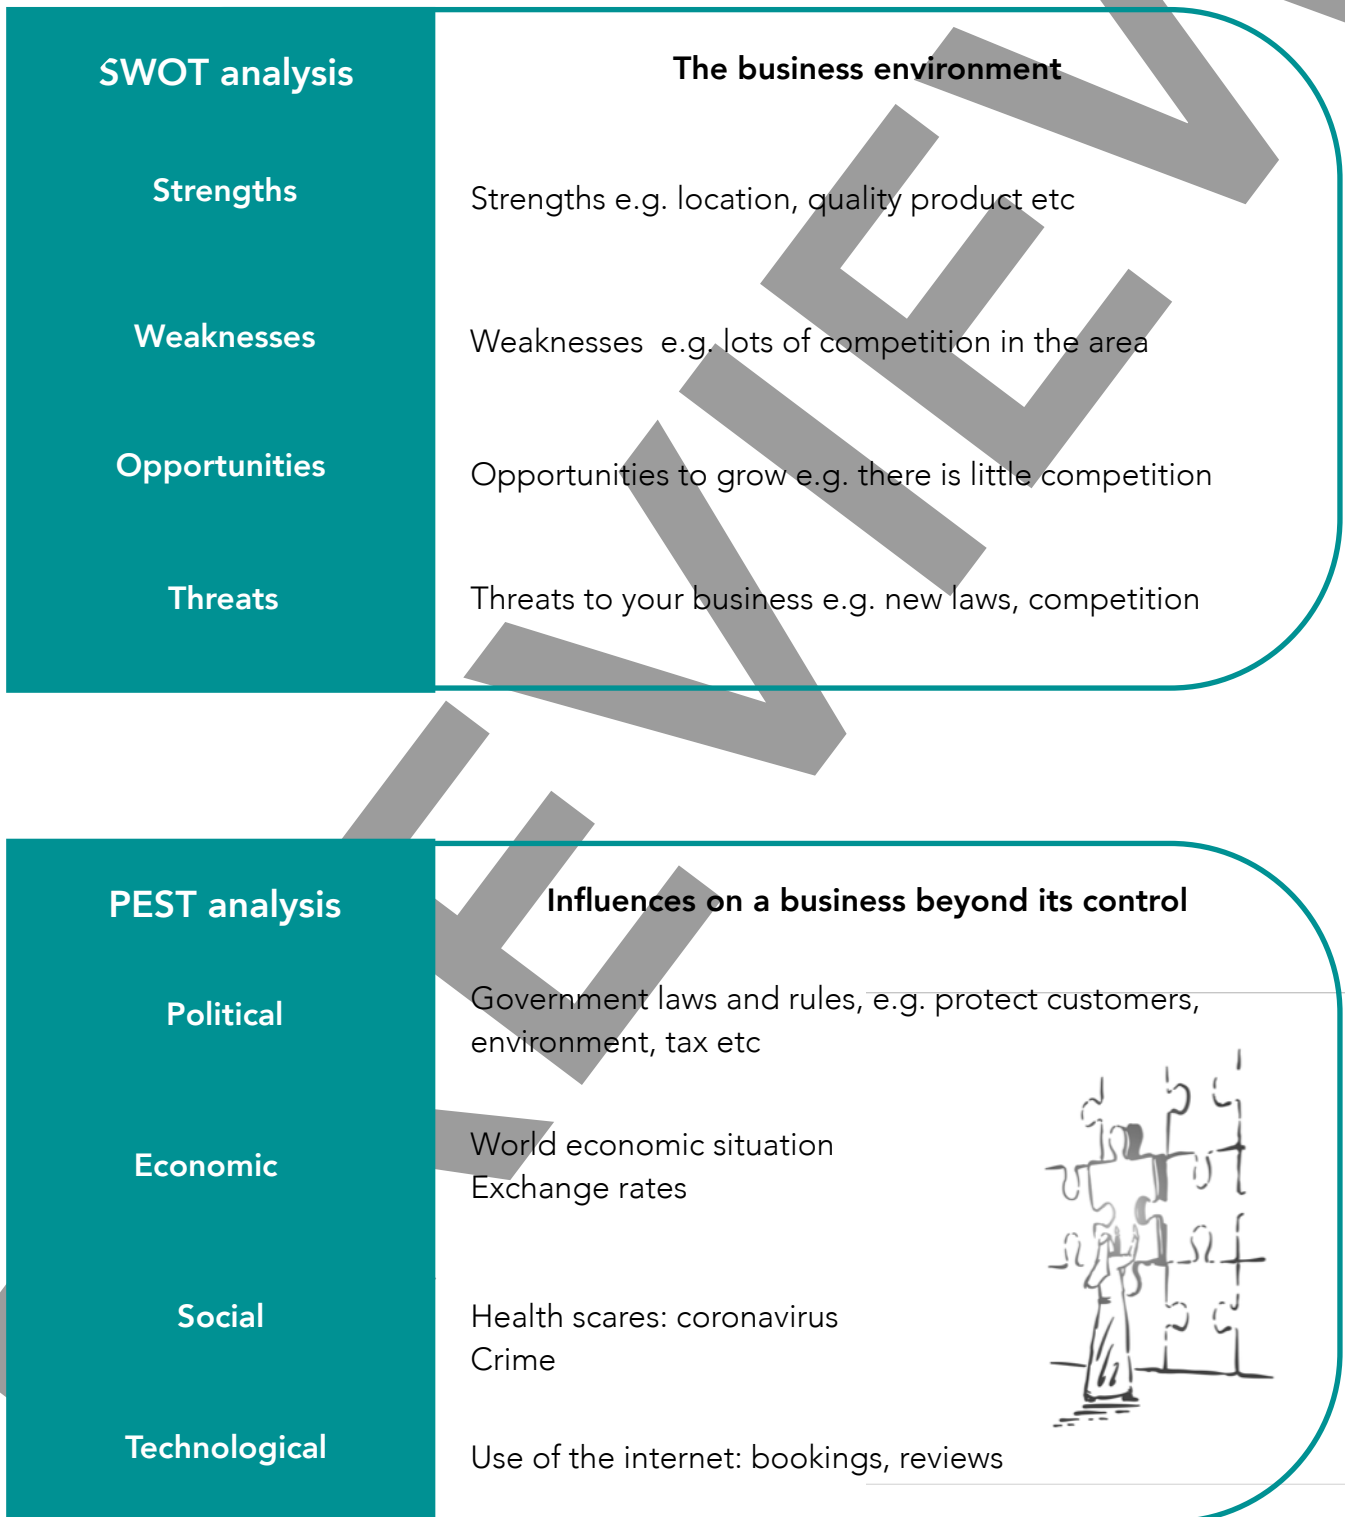 SWOT analysis
The business environment
Strengths
Strengths e.g. location, quality product etc
Weaknesses
Weaknesses  e.g. lots of competition in the area
Opportunities
Opportunities to grow e.g. there is little competition
Threats
Threats to your business e.g. new laws, competition
PEST analysis
Influences on a business beyond its control
Political
Government laws and rules, e.g. protect customers,
environment, tax etc
Economic
World economic situation
Exchange rates
Social
Health scares: coronavirus
Crime
Technological
Use of the internet: bookings, reviews